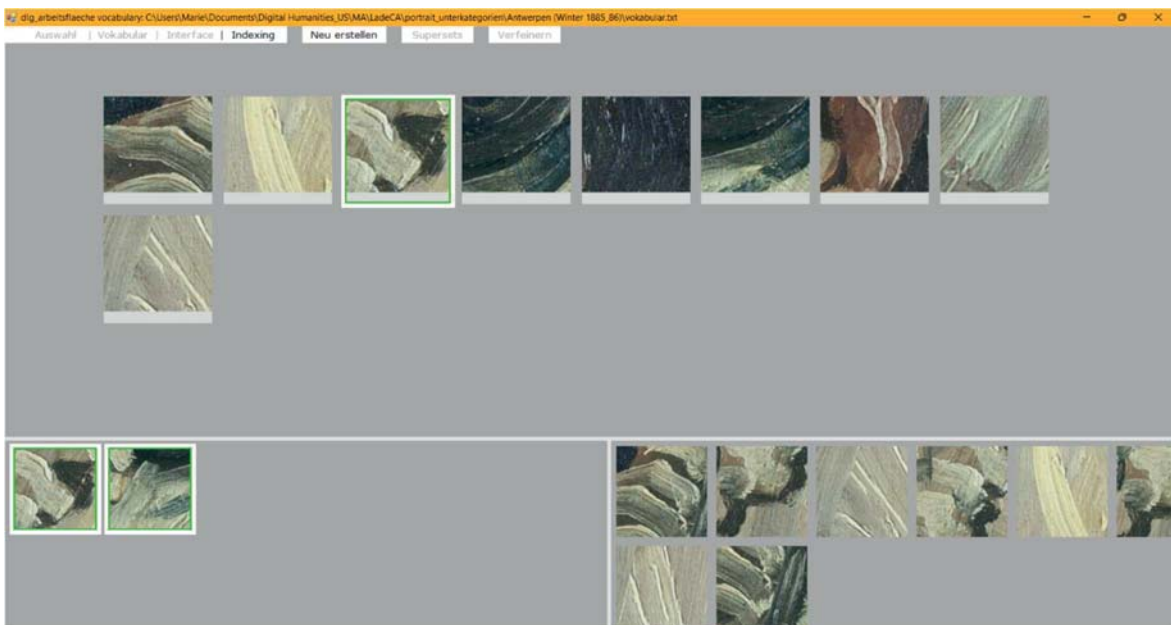 dlg_arbeitsflaeche vocabulary: C:\Users\Marie\Documents\Digital Humanities_US\MA\LadeCA\portrait_unterkategorien\Antwerpen (Winter 1885_86)\vokabular.txt
Auswahl | Vokabular | Interface | Indexing Neu erstellen Supersets Verfeinern